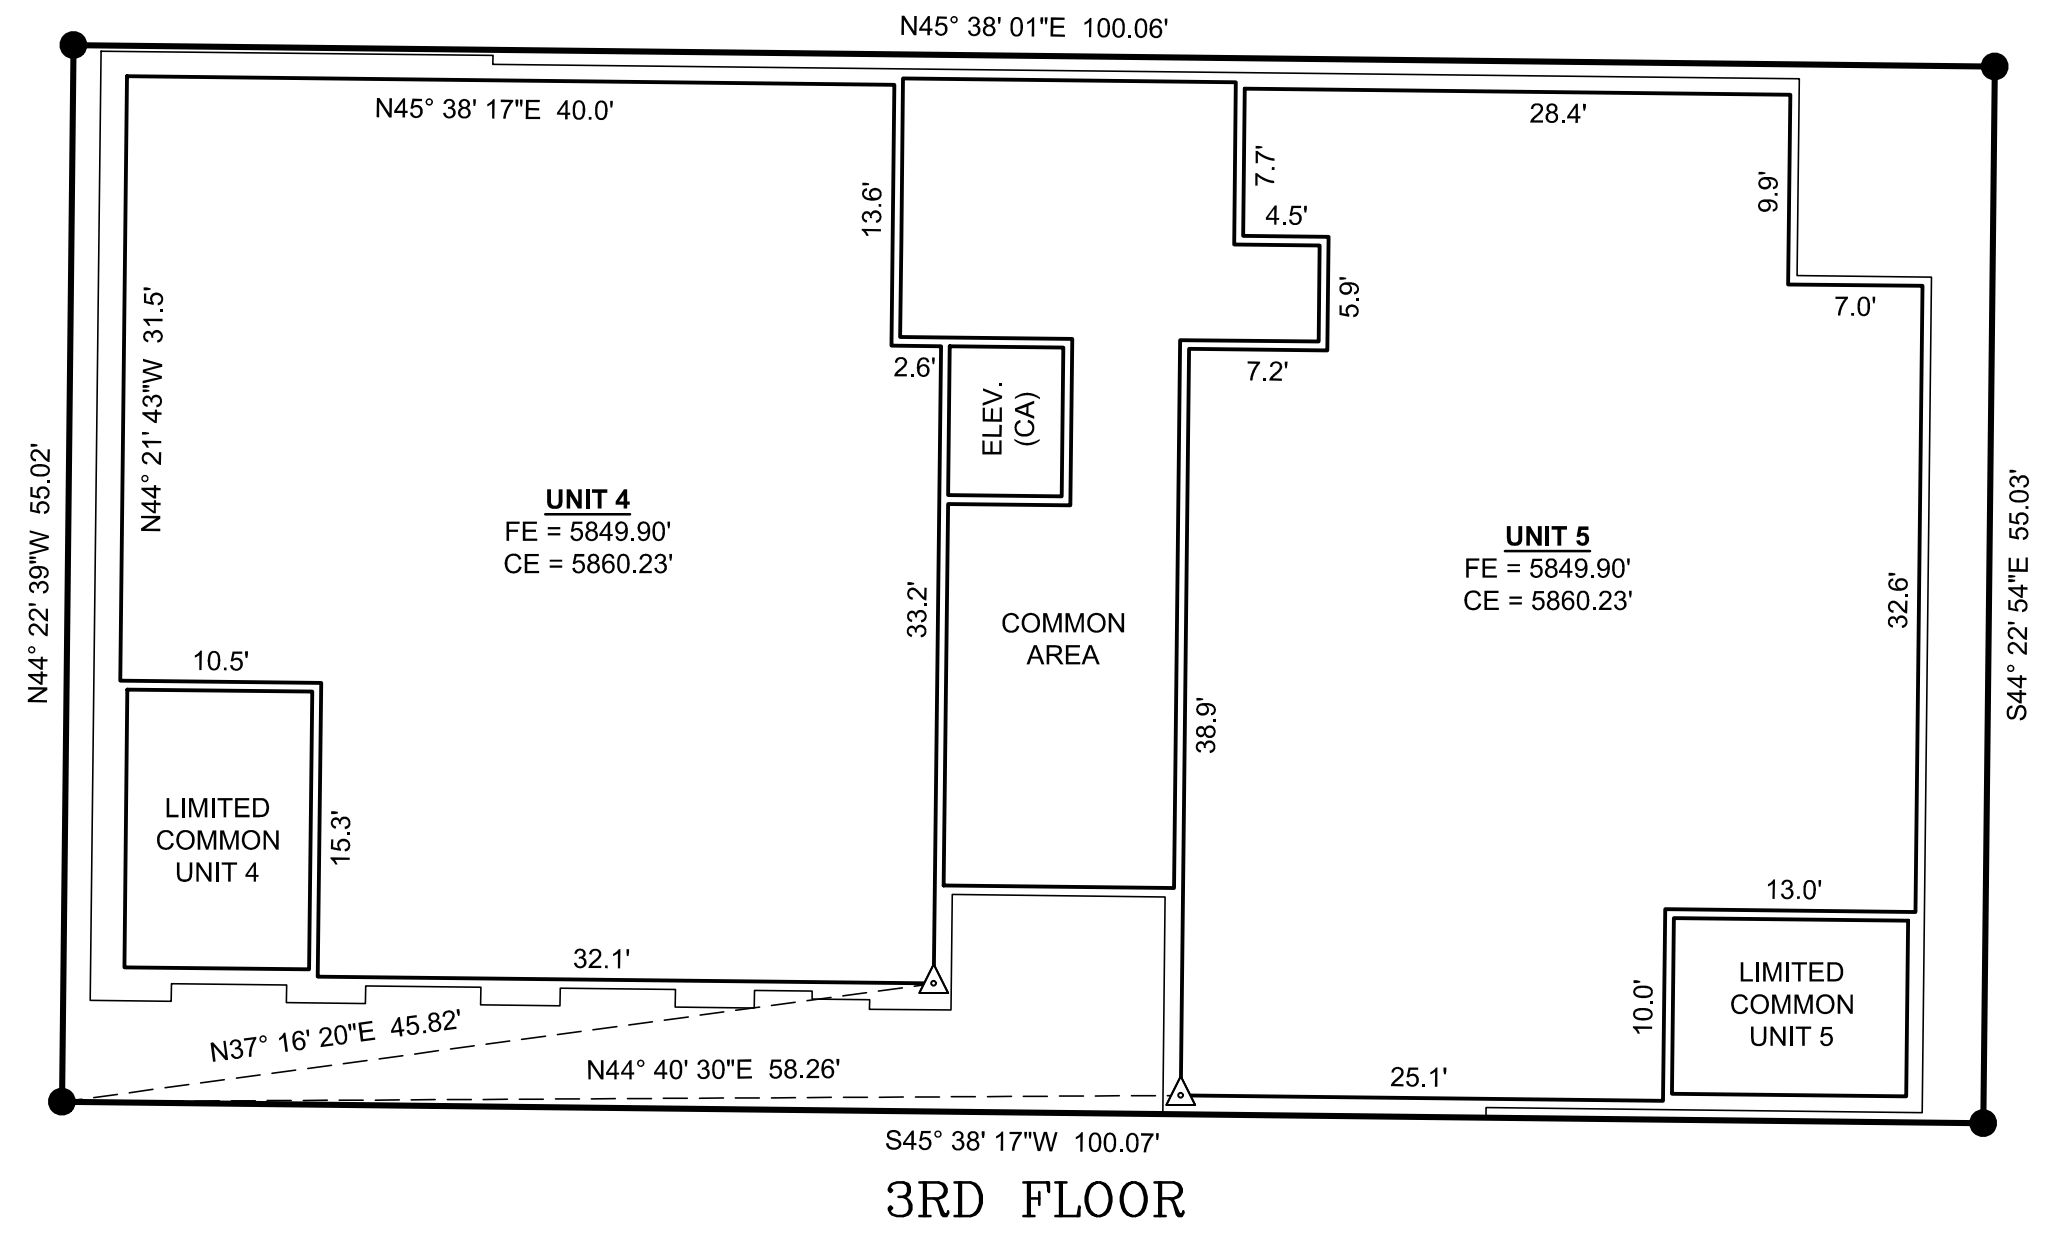 N45° 38' 01"E  100.06'
N45° 38' 17"E  40.0'
28.4'
13.6'
7.7'
9.9'
4.5'
5.9'
7.0'
N44° 21' 43"W  31.5'
2.6'
7.2'
ELEV.
(CA)
N44° 22' 39"W  55.02'
UNIT 4
FE = 5849.90'
CE = 5860.23'
UNIT 5
FE = 5849.90'
CE = 5860.23'
S44° 22' 54"E  55.03'
33.2'
32.6'
COMMON
AREA
10.5'
38.9'
LIMITED
COMMON
UNIT 4
15.3'
13.0'
32.1'
LIMITED
COMMON
UNIT 5
10.0'
N37° 16' 20"E  45.82'
N44° 40' 30"E  58.26'
25.1'
S45° 38' 17"W  100.07'
3RD FLOOR